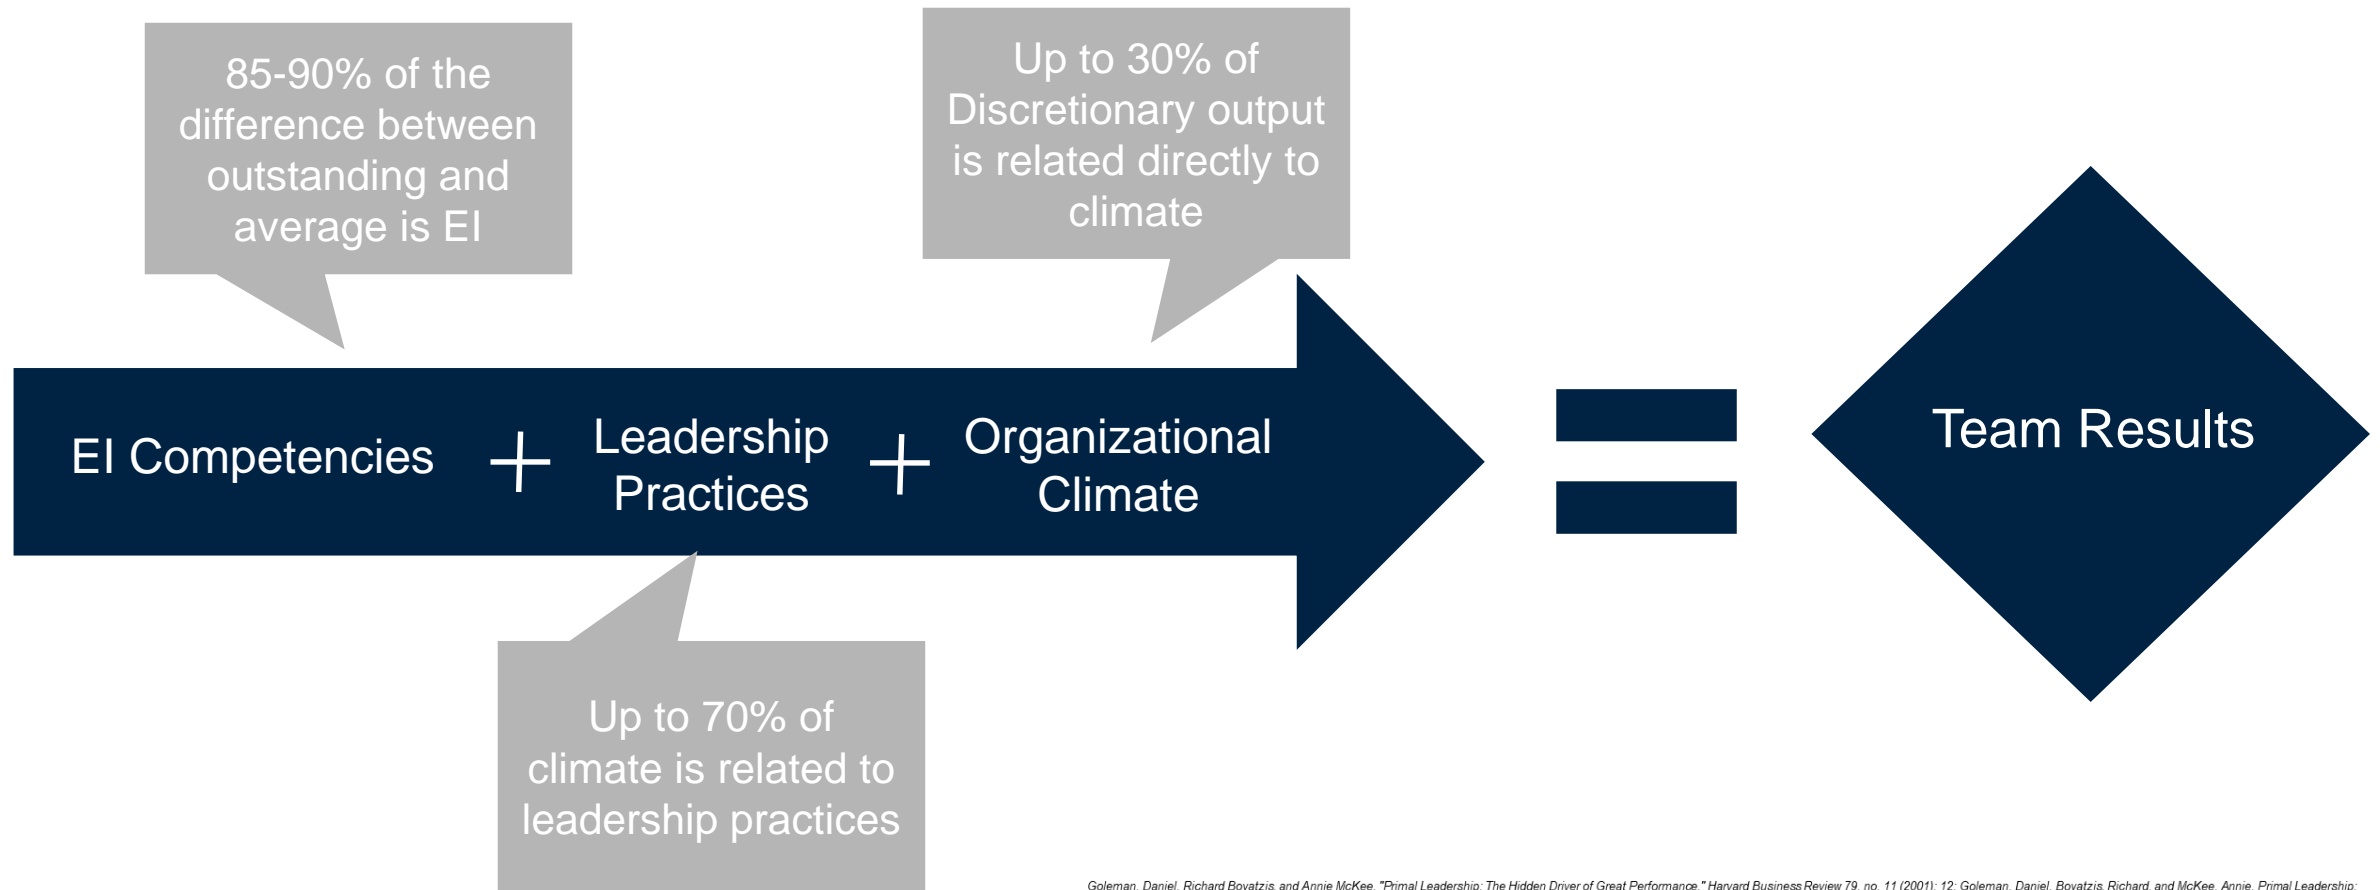 85-90% of the
difference between
outstanding and
average is EI
Up to 30% of
Discretionary output
is related directly to
climate
EI Competencies
+
Leadership
Practices
+
Organizational
Climate
=
Team Results
Up to 70% of
climate is related to
leadership practices
Goleman, Daniel, Richard Boyatzis, and Annie McKee. "Primal Leadership: The Hidden Driver of Great Performance." Harvard Business Review 79, no. 11 (2001): 12; Goleman, Daniel, Boyatzis, Richard, and McKee, Annie. Primal Leadership: